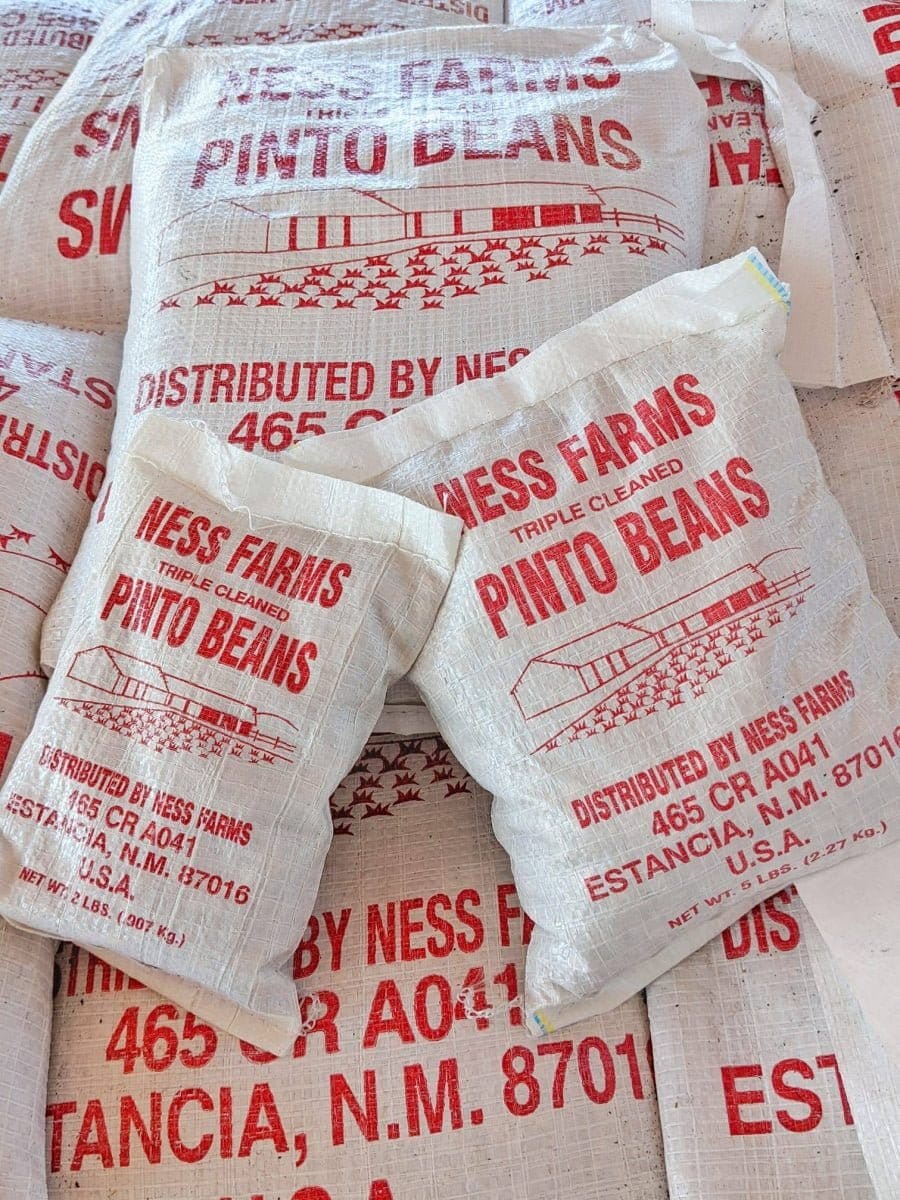 NESS FARMS
TRIPLE
PINTO BEANS
DISTRIBUTED BY NES
465 C
NESS FARMS
TRIPLE CLEANED
PINTO BEANS
DISTRIBUTED BY NESS FARMS
465 CR A041
ESTANCIA, N.M. 87016
U.S.A.
NET WT. 5 LBS. (2.27 Kg.)
NESS FARMS
TRIPLE CLEANED
PINTO BEANS
DISTRIBUTED BY NESS FARMS
465 CR A041
ESTANCIA, N.M. 87016
U.S.A.
NET WT. 2 LBS. (.907 Kg.)
BY NESS F
465 CR A041
TANCIA, N.M. 8701
DIS
EST